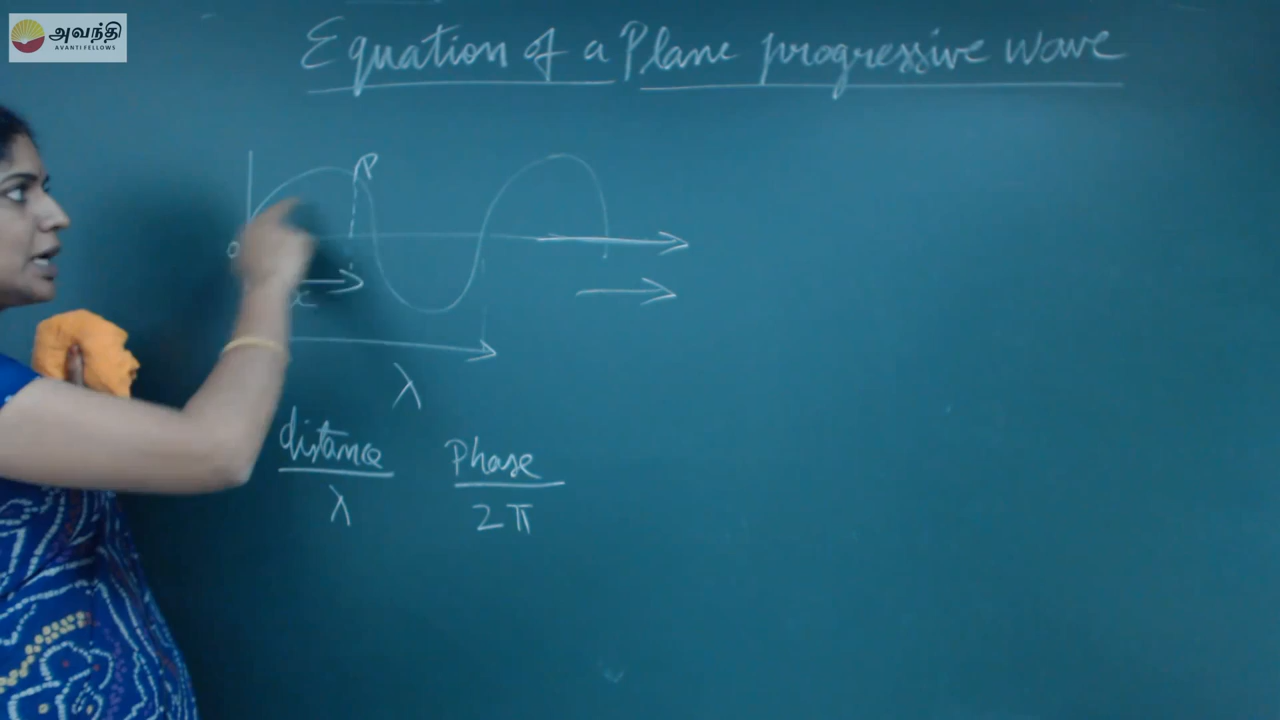 அவந்தி
AVANTI FELLOWS
Equation of a Plane progressive wave
P
O
x
λ
distance Phase
λ 2π